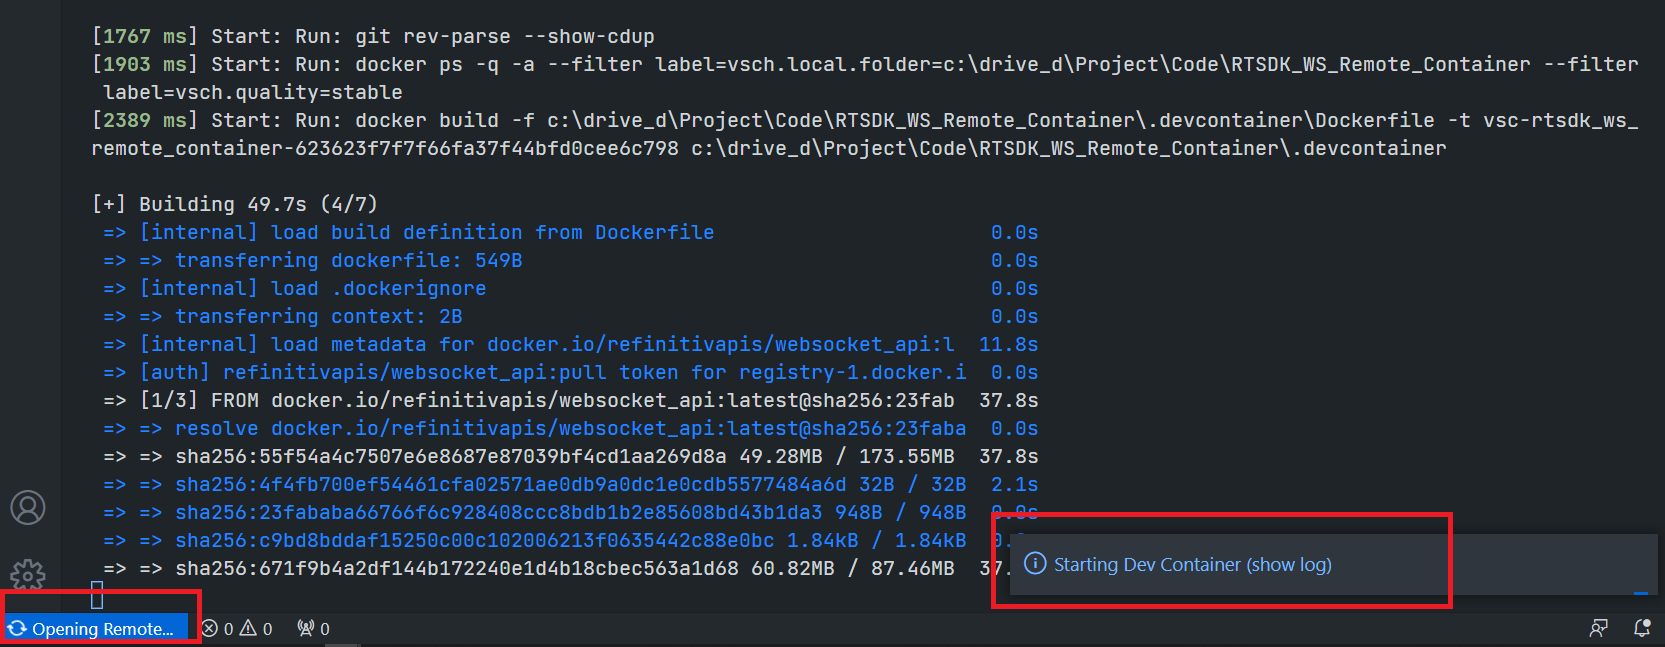 [1767 ms] Start: Run: git rev-parse --show-cdup
[1903 ms] Start: Run: docker ps -q -a --filter label=vsch.local.folder=c:\drive_d\Project\Code\RTSDK_WS_Remote_Container --filter
label=vsch.quality=stable
[2389 ms] Start: Run: docker build -f c:\drive_d\Project\Code\RTSDK_WS_Remote_Container\.devcontainer\Dockerfile -t vsc-rtsdk_ws_
remote_container-623623f7f7f66fa37f44bfd0cee6c798 c:\drive_d\Project\Code\RTSDK_WS_Remote_Container\.devcontainer
[+] Building 49.7s (4/7)
=> [internal] load build definition from Dockerfile 0.0s
=> => transferring dockerfile: 549B 0.0s
=> [internal] load .dockerignore 0.0s
=> => transferring context: 2B 0.0s
=> [internal] load metadata for docker.io/refinitivapis/websocket_api:l 11.8s
=> [auth] refinitivapis/websocket_api:pull token for registry-1.docker.i 0.0s
=> [1/3] FROM docker.io/refinitivapis/websocket_api:latest@sha256:23fab 37.8s
=> => resolve docker.io/refinitivapis/websocket_api:latest@sha256:23faba 0.0s
=> => sha256:55f54a4c7507e6e8687e87039bf4cd1aa269d8a 49.28MB / 173.55MB 37.8s
=> => sha256:4f4fb700ef54461cfa02571ae0db9a0dc1e0cdb5577484a6d 32B / 32B 2.1s
=> => sha256:23fababa66766f6c928408ccc8bdb1b2e85608bd43b1da3 948B / 948B 0.0s
=> => sha256:c9bd8bddaf15250c00c102006213f0635442c88e0bc 1.84kB / 1.84kB 0.
=> => sha256:671f9b4a2df144b172240e1d4b18cbec563a1d68 60.82MB / 87.46MB 37.
Starting Dev Container (show log)
Opening Remote... 0 0 0